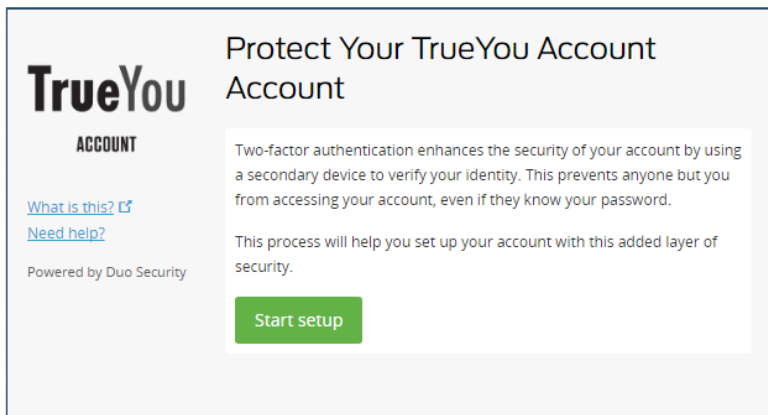 TrueYou
ACCOUNT
What is this?
Need help?
Powered by Duo Security
Protect Your TrueYou Account
Account
Two-factor authentication enhances the security of your account by using
a secondary device to verify your identity. This prevents anyone but you
from accessing your account, even if they know your password.
This process will help you set up your account with this added layer of
security.
Start setup